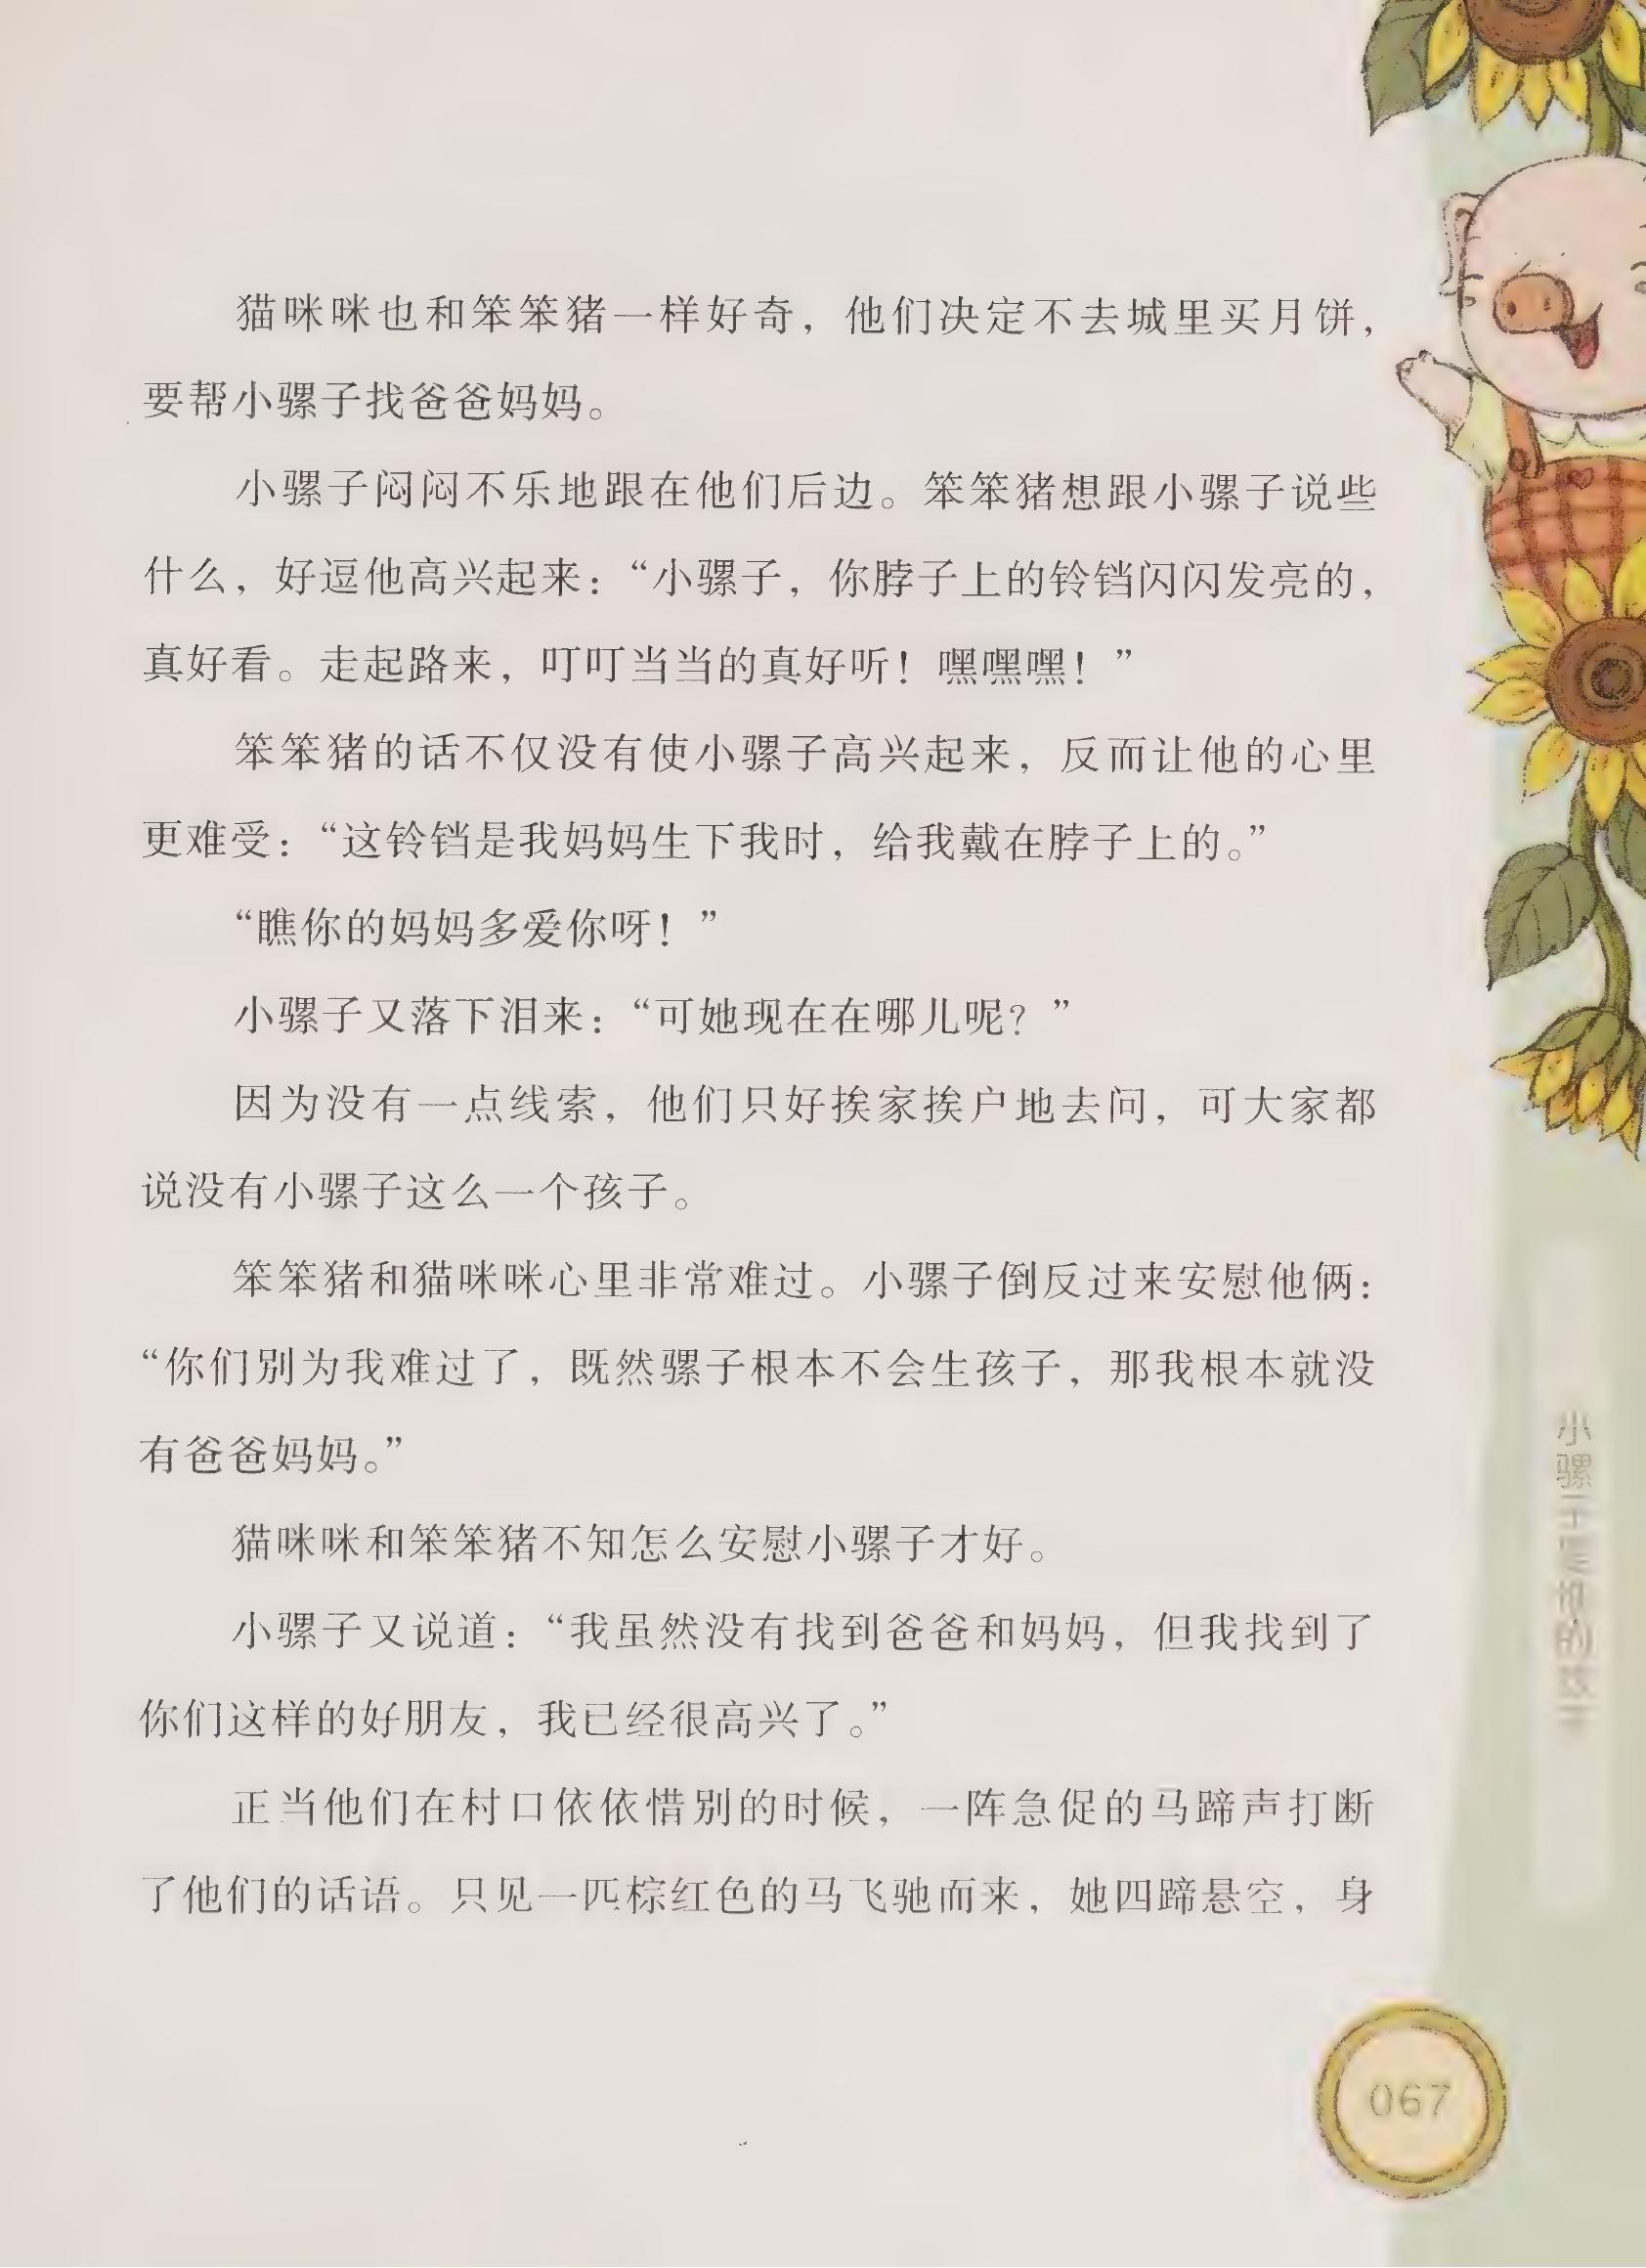 猫咪咪也和笨笨猪一样好奇，他们决定不去城里买月饼，
要帮小骡子找爸爸妈妈。
小骡子闷闷不乐地跟在他们后边。笨笨猪想跟小骡子说些
什么，好逗他高兴起来：“小骡子，你脖子上的铃铛闪闪发亮的，
真好看。走起路来，叮叮当当的真好听！嘿嘿嘿！”
笨笨猪的话不仅没有使小骡子高兴起来，反而让他的心里
更难受：“这铃铛是我妈妈生下我时，给我戴在脖子上的。”
“瞧你的妈妈多爱你呀！”
小骡子又落下泪来：“可她现在在哪儿呢？”
因为没有一点线索，他们只好挨家挨户地去问，可大家都
说没有小骡子这么一个孩子。
笨笨猪和猫咪咪心里非常难过。小骡子倒反过来安慰他俩：
“你们别为我难过了，既然骡子根本不会生孩子，那我根本就没
有爸爸妈妈。”
猫咪咪和笨笨猪不知怎么安慰小骡子才好。
小骡子又说道：“我虽然没有找到爸爸和妈妈，但我找到了
你们这样的好朋友，我已经很高兴了。”
正当他们在村口依依惜别的时候，一阵急促的马蹄声打断
了他们的话语。只见一匹棕红色的马飞驰而来，她四蹄悬空，身
小骡子是谁的孩子
067